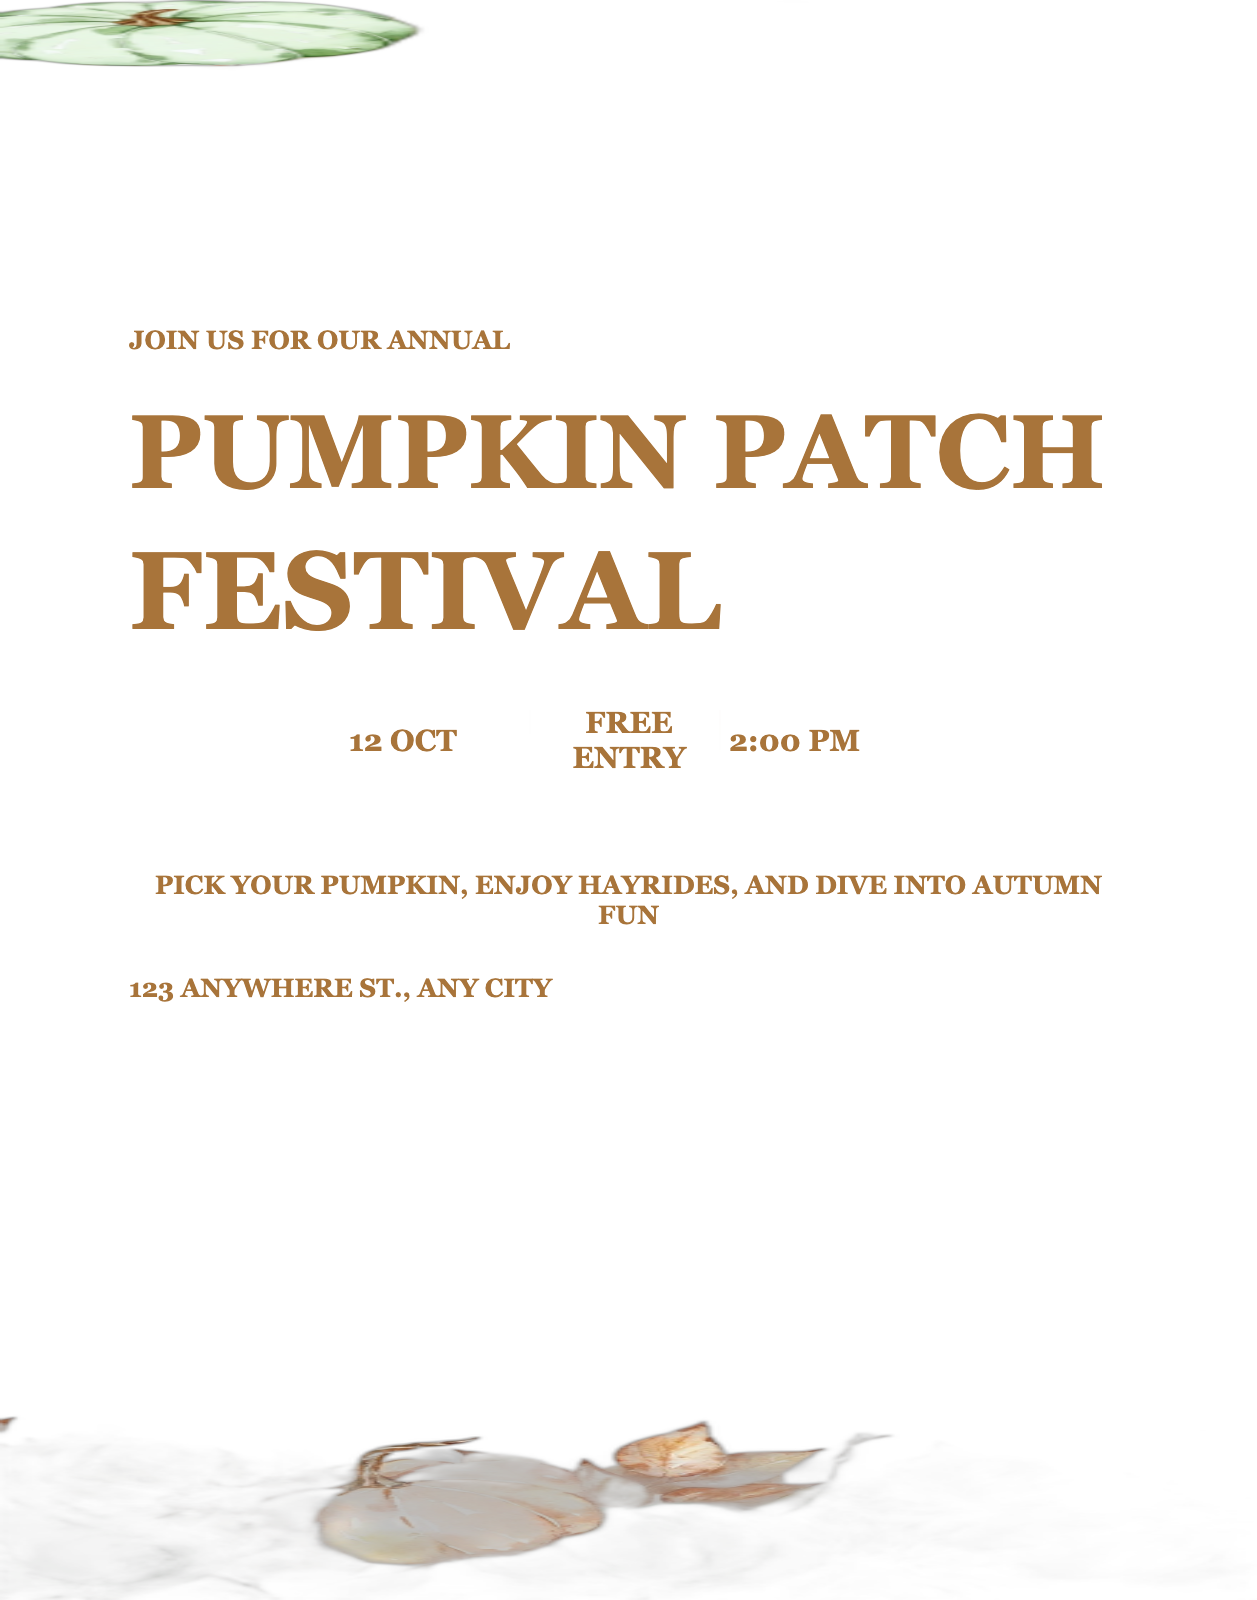 JOIN US FOR OUR ANNUAL
PUMPKIN PATCH
FESTIVAL
12 OCT
FREE
ENTRY
2:00 PM
PICK YOUR PUMPKIN, ENJOY HAYRIDES, AND DIVE INTO AUTUMN
FUN
123 ANYWHERE ST., ANY CITY